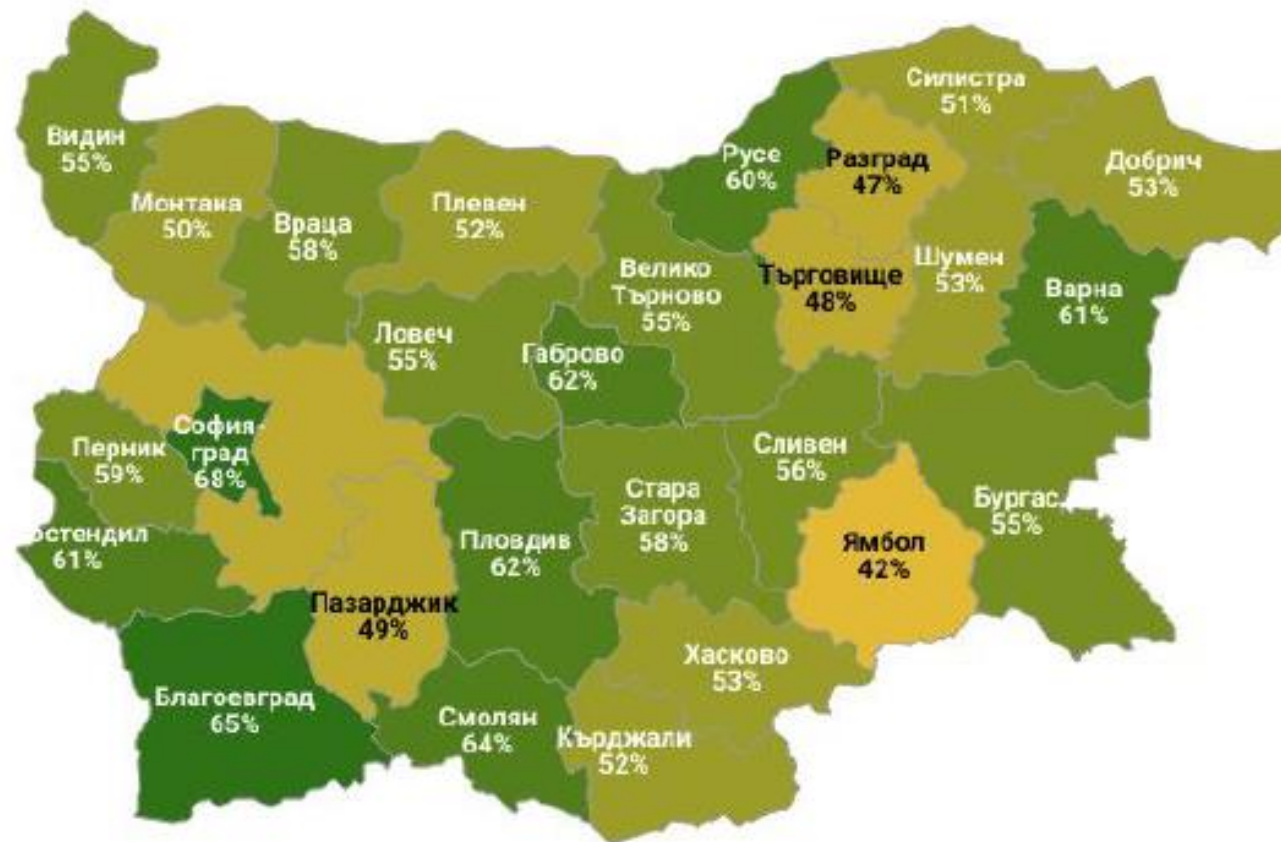 Силистра
51%
Видин
55%
Русе
60%
Разград
47%
Добрич
53%
Монтана
50%
Враца
58%
Плевен
52%
Велико
Търново
55%
Търговище
48%
Шумен
53%
Варна
61%
Ловеч
55%
Габрово
62%
София-
град
68%
Перник
59%
Сливен
56%
Стара
Загора
58%
Бургас..
55%
остендил
61%
Пловдив
62%
Ямбол
42%
Пазарджик
49%
Хасково
53%
Благоевград
65%
Смолян
64%
Кърджали
52%